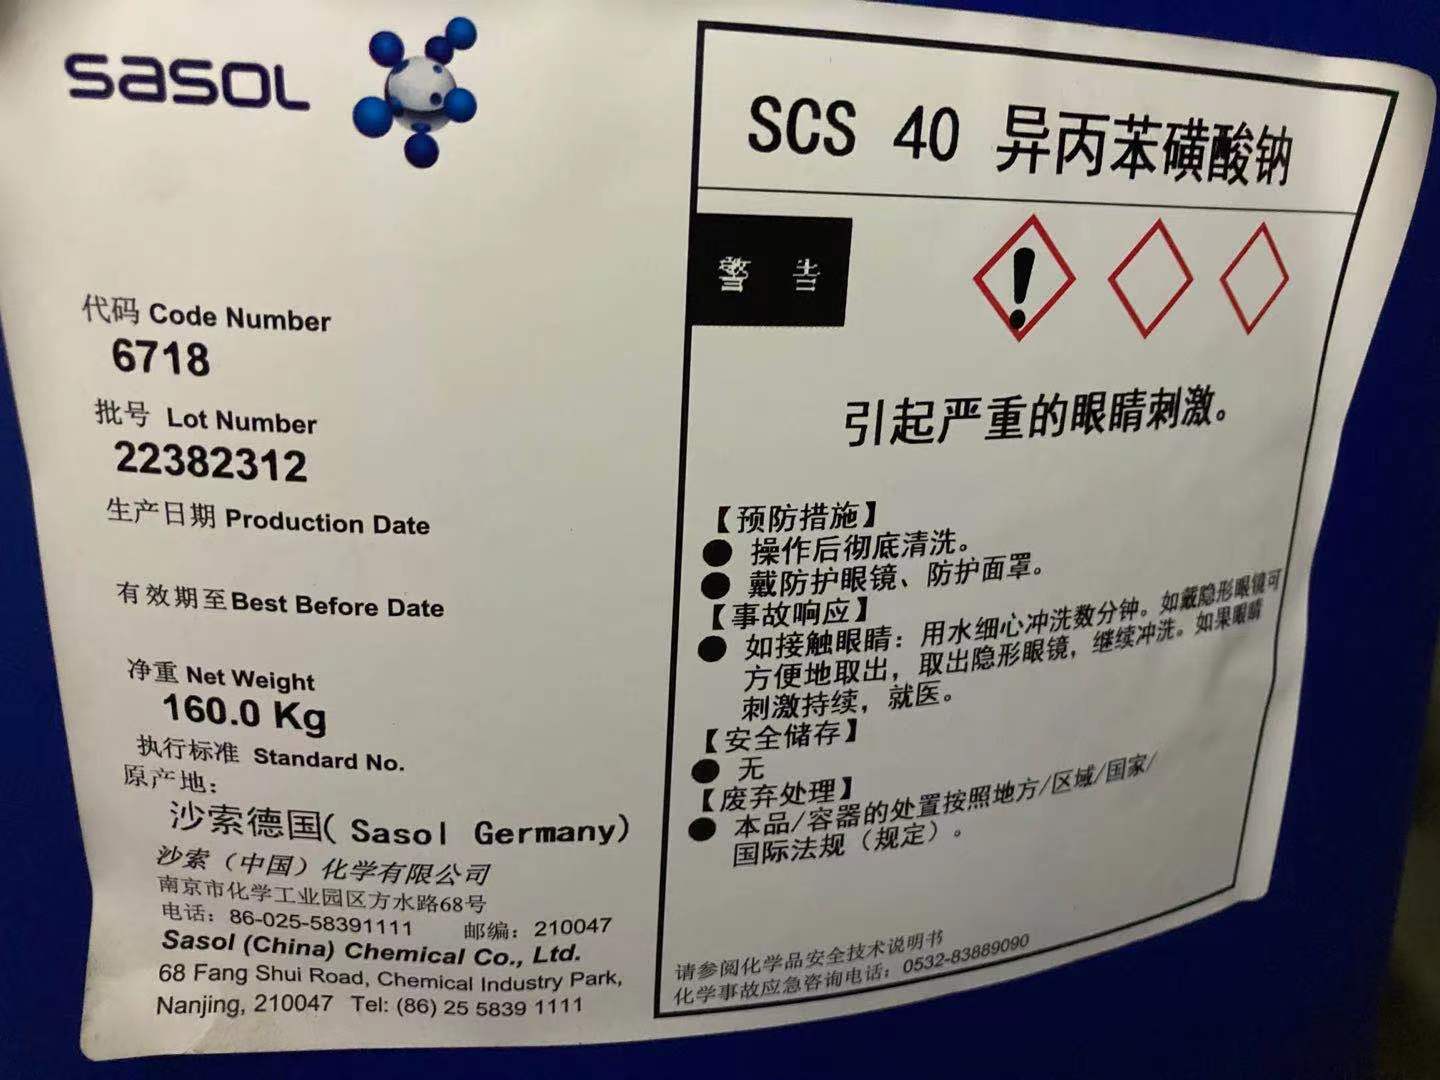 sasol
代码 Code Number
6718
批号 Lot Number
22382312
生产日期 Production Date
有效期至Best Before Date
净重 Net Weight
160.0 Kg
执行标准 Standard No.
原产地：
沙索德国( Sasol Germany)
沙索（中国）化学有限公司
南京市化学工业园区方水路68号
电话：86-025-58391111 邮编：210047
Sasol (China) Chemical Co., Ltd.
68 Fang Shui Road, Chemical Industry Park,
Nanjing, 210047 Tel: (86) 25 5839 1111
SCS 40 异丙苯磺酸钠
警 告
!
引起严重的眼睛刺激。
【预防措施】
● 操作后彻底清洗。
● 戴防护眼镜、防护面罩。
【事故响应】
● 如接触眼睛：用水细心冲洗数分钟。如戴隐形眼镜可
方便地取出，取出隐形眼镜，继续冲洗。如果眼睛
刺激持续，就医。
【安全储存】
● 无
【废弃处理】
● 本品/容器的处置按照地方/区域/国家/
国际法规（规定）。
请参阅化学品安全技术说明书
化学事故应急咨询电话：0532-83889090